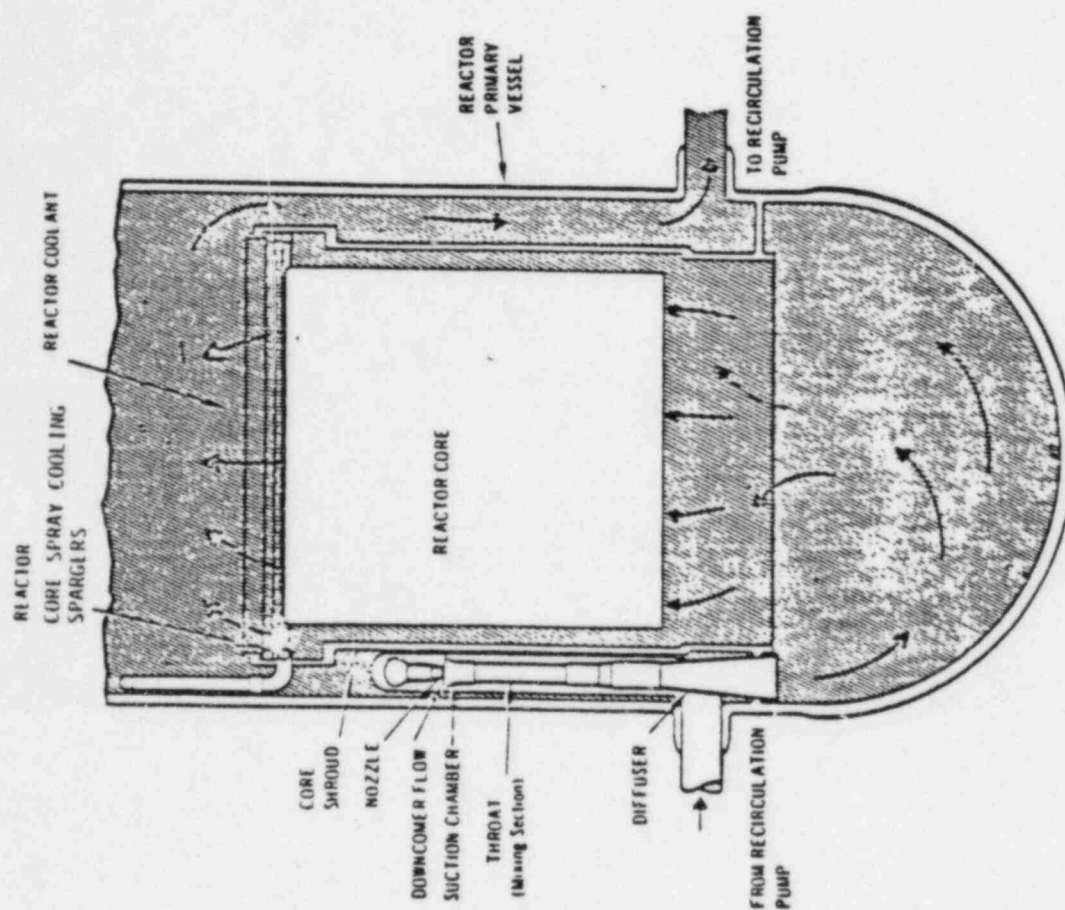 REACTOR
CORE SPRAY COOLING
SPARGERS
REACTOR COOLANT
REACTOR
PRIMARY
VESSEL
CORE
SHROUD
NOZZLE
DOWNCOMER FLOW
SUCTION CHAMBER
THROAT
(Mixing Section)
REACTOR CORE
DIFFUSER
TO RECIRCULATION
PUMP
FROM RECIRCULATION
PUMP